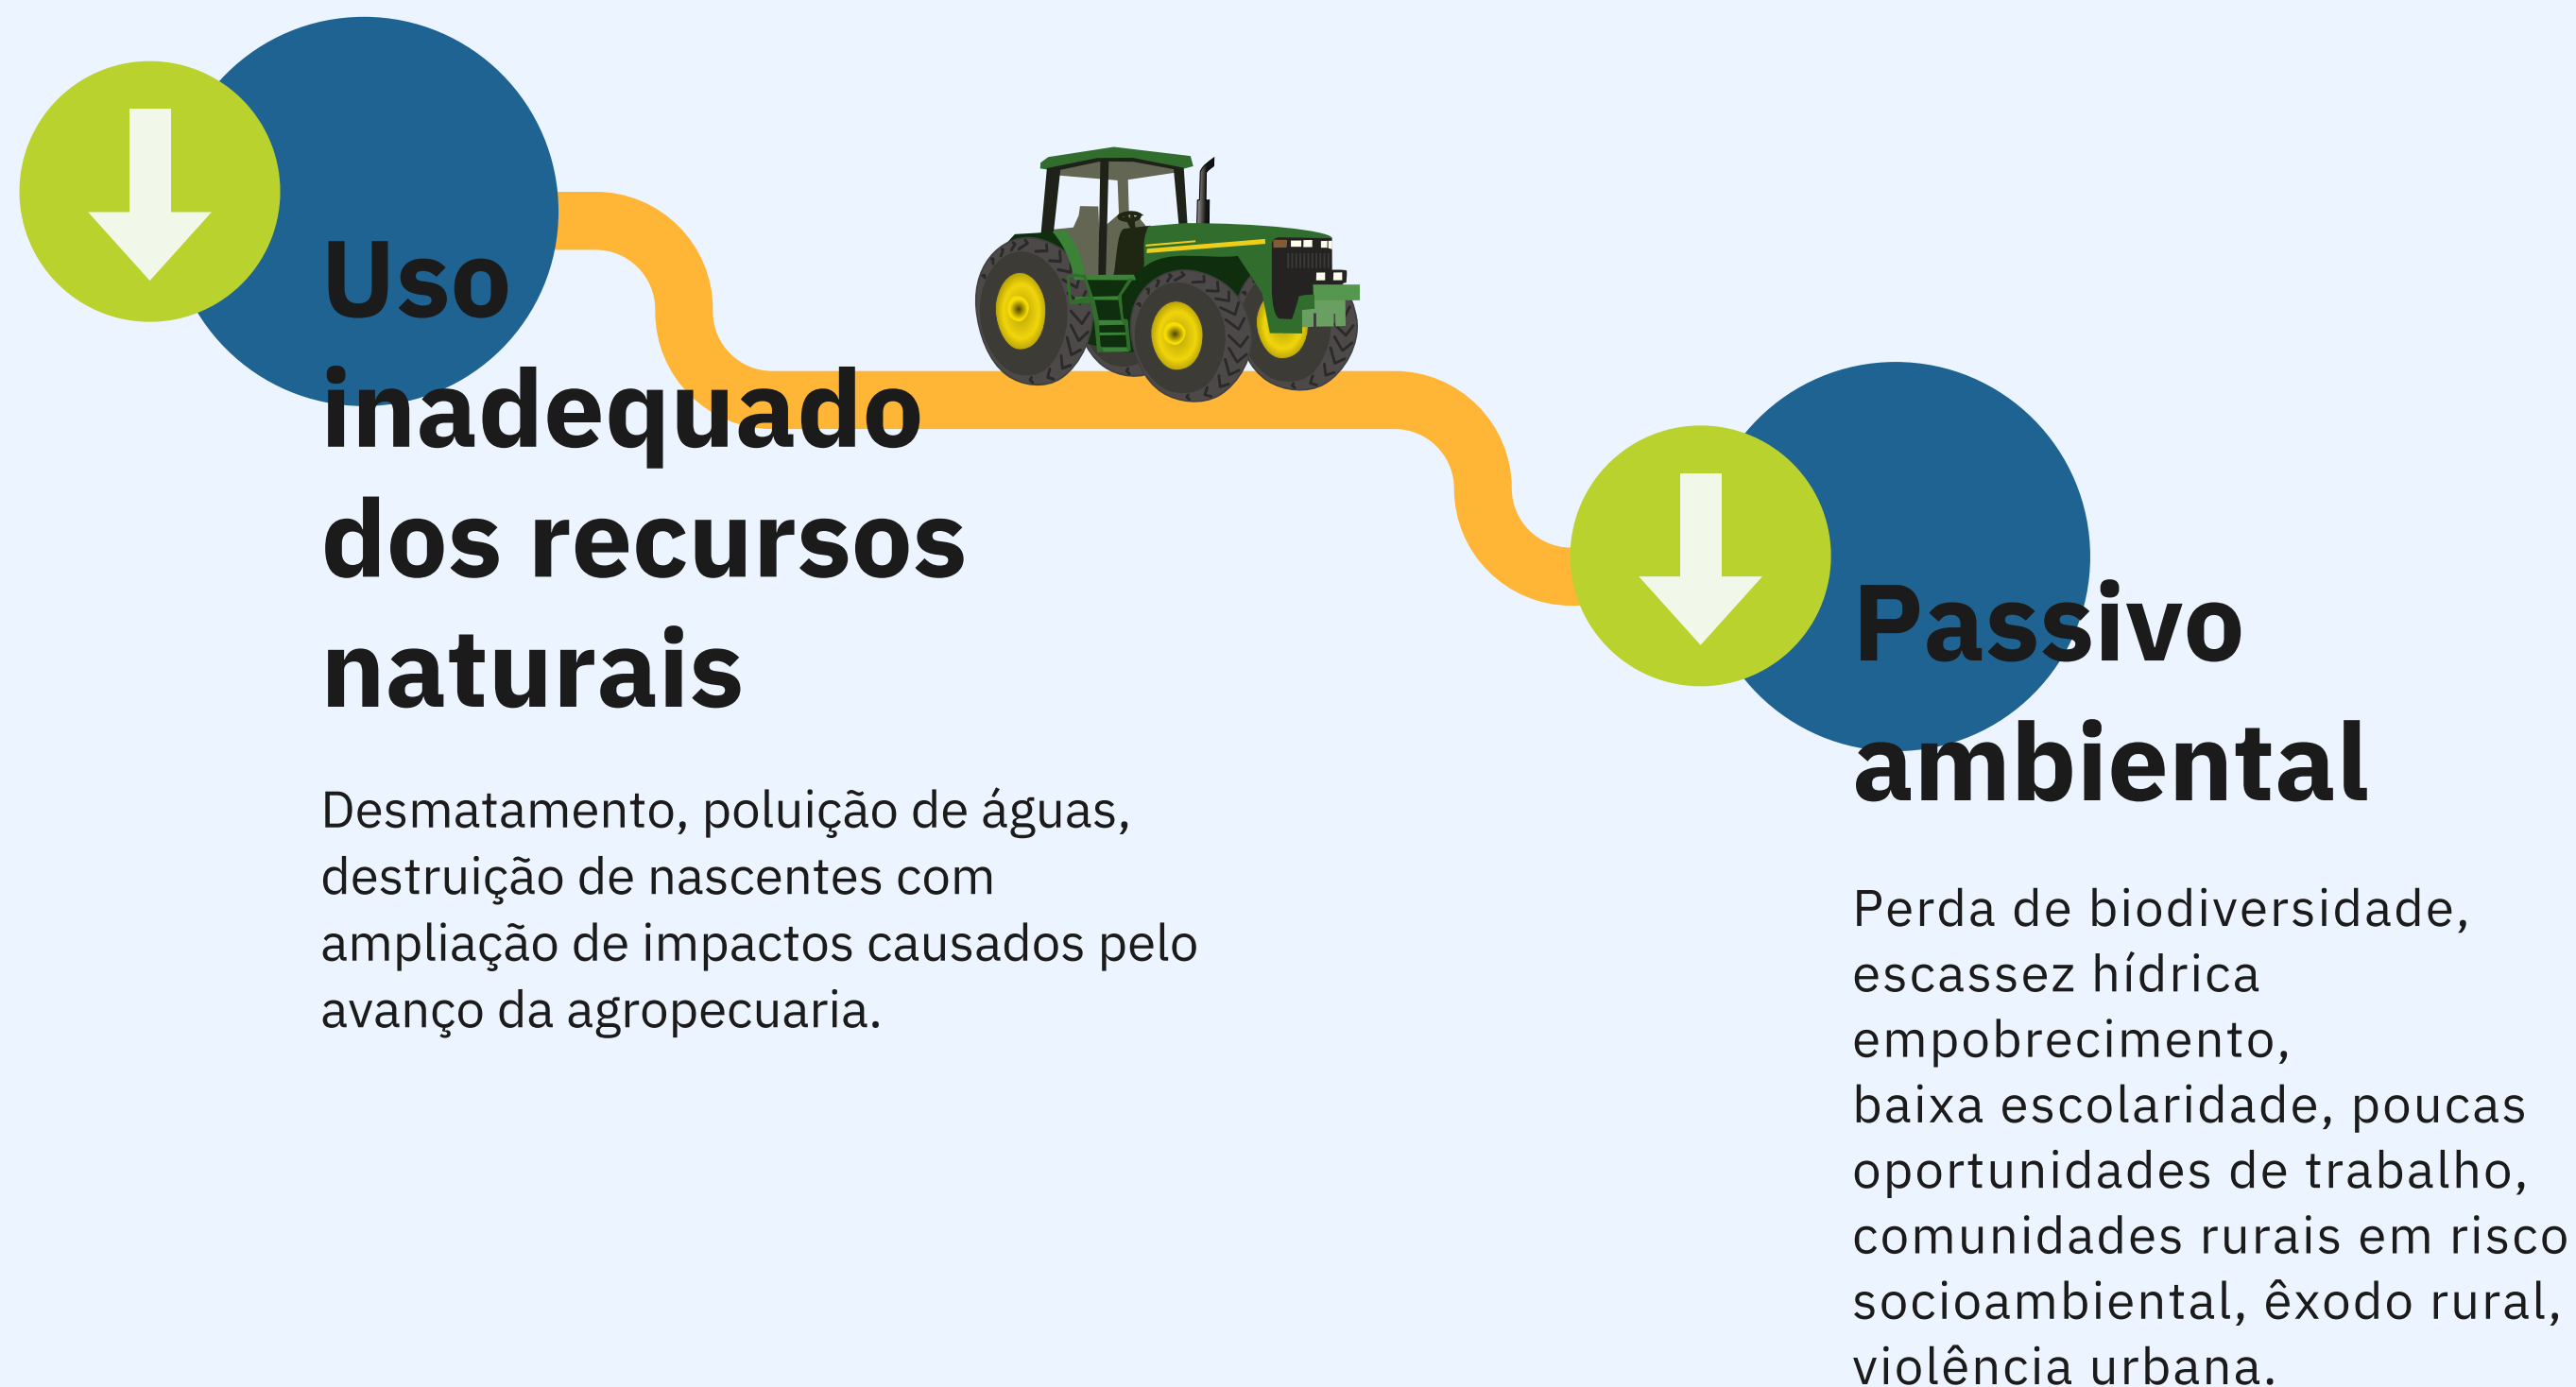 Uso
inadequado
dos recursos
naturais
Desmatamento, poluição de águas,
destruição de nascentes com
ampliação de impactos causados pelo
avanço da agropecuaria.
Passivo
ambiental
Perda de biodiversidade,
escassez hídrica
empobrecimento,
baixa escolaridade, poucas
oportunidades de trabalho,
comunidades rurais em risco
socioambiental, êxodo rural,
violência urbana.